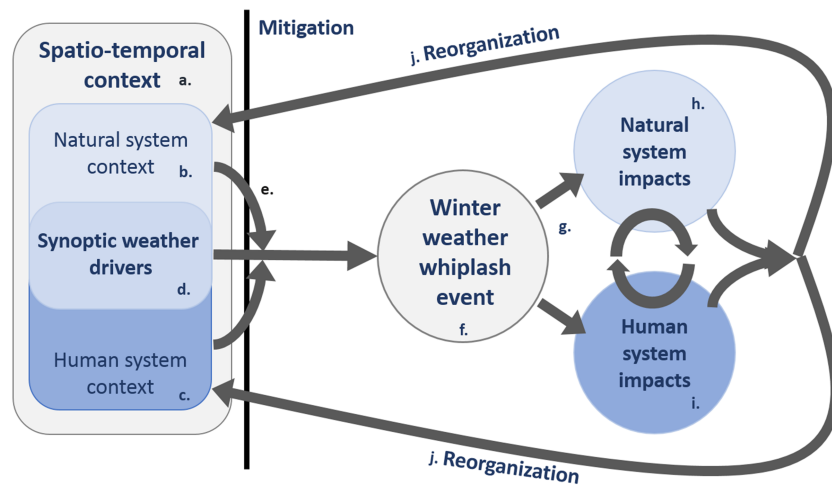 Spatio-temporal
context a.
Natural system
context b.
Synoptic weather
drivers
d.
Human system
context c.
Mitigation
e.
j. Reorganization
Winter
weather
whiplash
event
f.
g.
h.
Natural
system
impacts
Human
system
impacts
i.
j. Reorganization